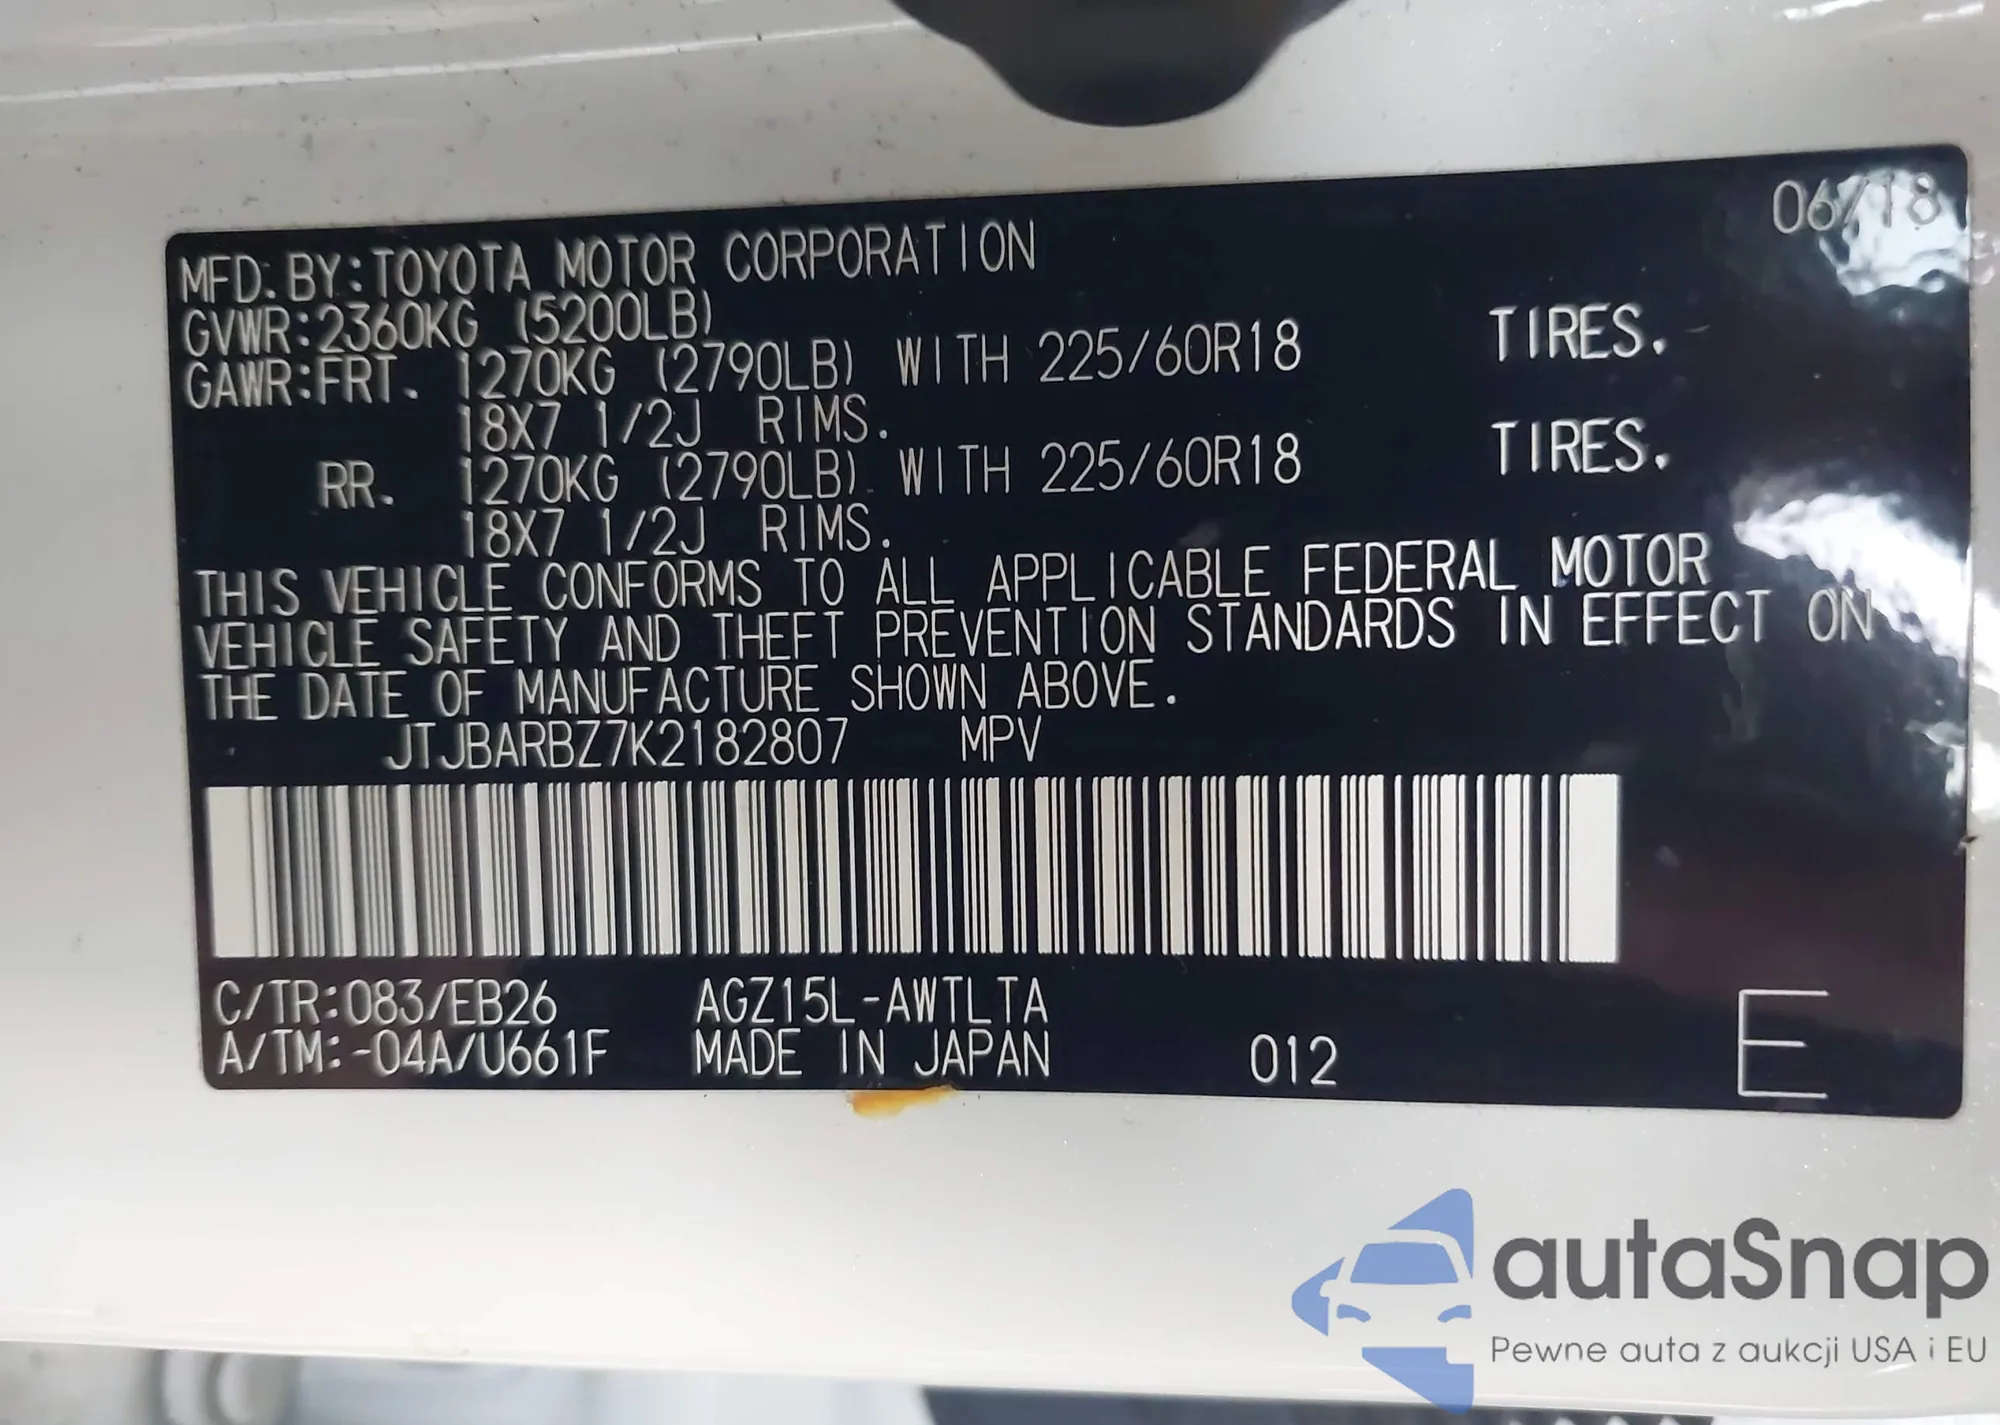 06/18
MFD. BY: TOYOTA MOTOR CORPORATION
GVWR: 2360KG (5200LB)
GAWR: FRT. 1270KG (2790LB) WITH 225/60R18 TIRES.
18X7 1/2J RIMS.
RR. 1270KG (2790LB) WITH 225/60R18 TIRES.
18X7 1/2J RIMS.
THIS VEHICLE CONFORMS TO ALL APPLICABLE FEDERAL MOTOR
VEHICLE SAFETY AND THEFT PREVENTION STANDARDS IN EFFECT ON
THE DATE OF MANUFACTURE SHOWN ABOVE.
JTJBARBZ7K2182807 MPV
C/TR: 083/EB26 AGZ15L-AWTLTA
A/TM: -04A/U661F MADE IN JAPAN 012 E
autaSnap
Pewne auta z aukcji USA i EU